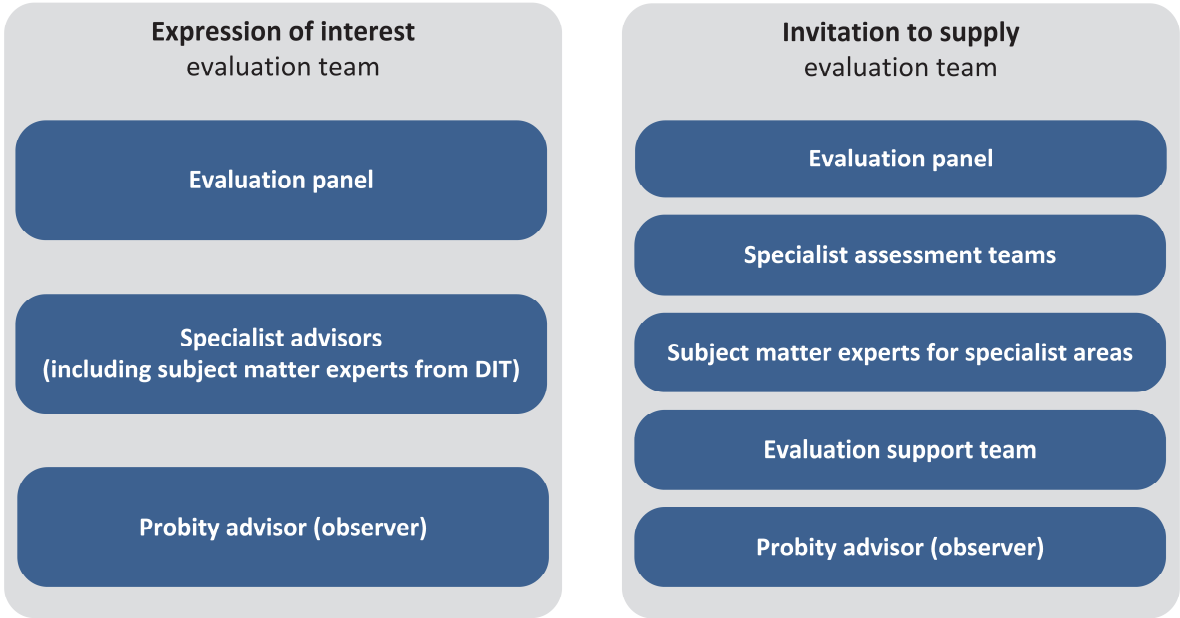 Expression of interest
evaluation team
Evaluation panel
Specialist advisors
(including subject matter experts from DIT)
Probity advisor (observer)
Invitation to supply
evaluation team
Evaluation panel
Specialist assessment teams
Subject matter experts for specialist areas
Evaluation support team
Probity advisor (observer)